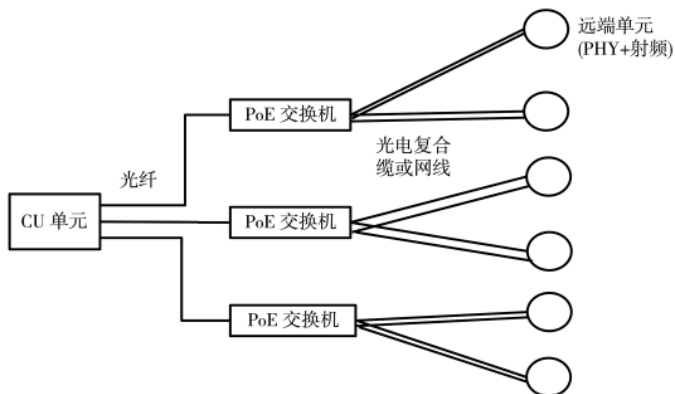 远端单元
(PHY+射频)
PoE 交换机
光电复合
缆或网线
光纤
CU 单元
PoE 交换机
PoE 交换机